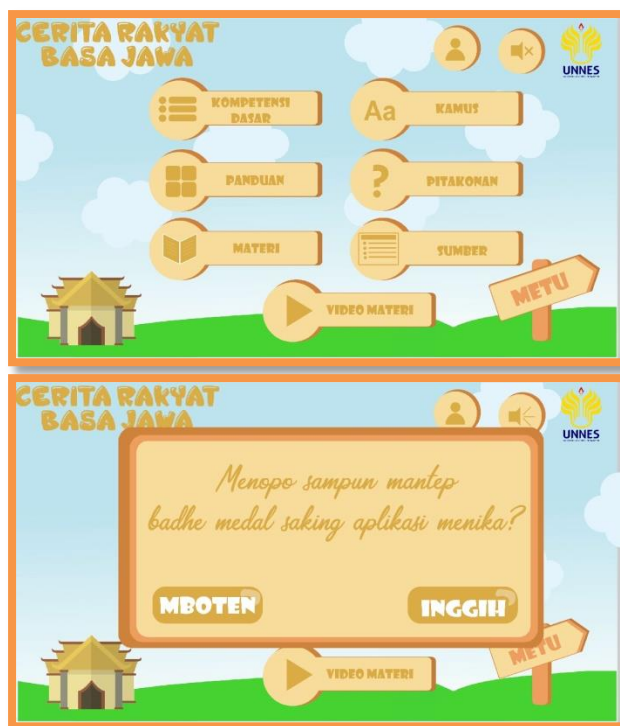 CERITA RAKYAT
BASA JAWA
UNNES
KOMPETENSI
DASAR
Aa
KAMUS
PANDUAN
?
PITAKONAN
MATERI
SUMBER
VIDEO MATERI
METU
CERITA RAKYAT
BASA JAWA
UNNES
Menopo sampun mantep
badhe medal saking aplikasi menika?
MBOTEN
INGGIH
VIDEO MATERI
METU